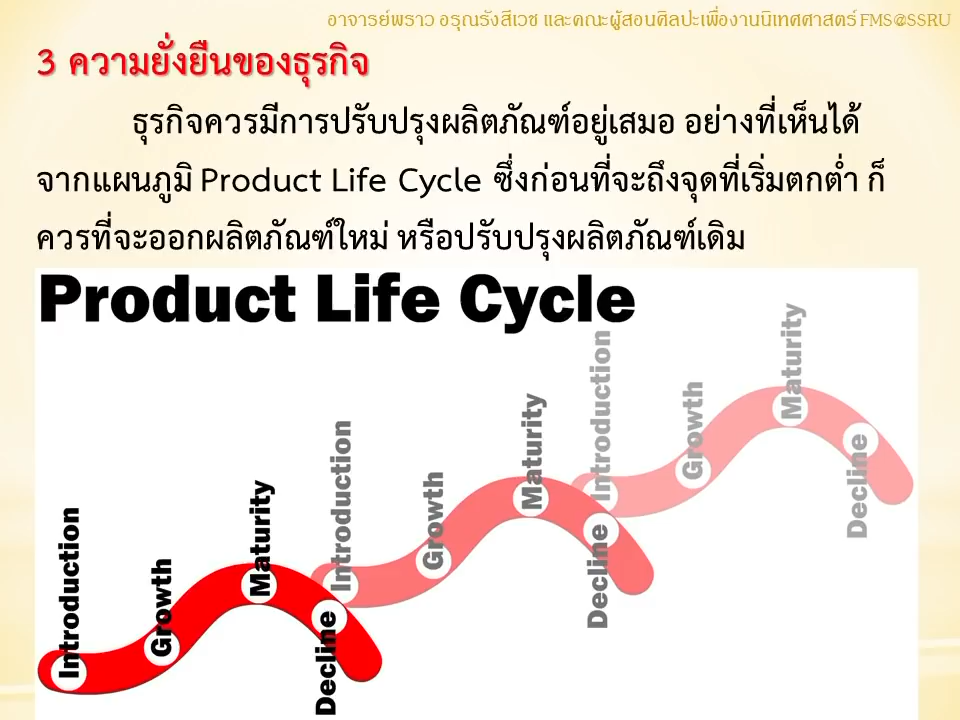 อาจารย์พราว อรุณรังสีเวช และคณะผู้สอนศิลปะเพื่องานนิเทศศาสตร์ FMS@SSRU
3 ความยั่งยืนของธุรกิจ
ธุรกิจควรมีการปรับปรุงผลิตภัณฑ์อยู่เสมอ อย่างที่เห็นได้
จากแผนภูมิ Product Life Cycle ซึ่งก่อนที่จะถึงจุดที่เริ่มตกต่ำ ก็
ควรที่จะออกผลิตภัณฑ์ใหม่ หรือปรับปรุงผลิตภัณฑ์เดิม
Product Life Cycle
Introduction
Growth
Maturity
Decline
Introduction
Growth
Maturity
Decline
Introduction
Growth
Maturity
Decline